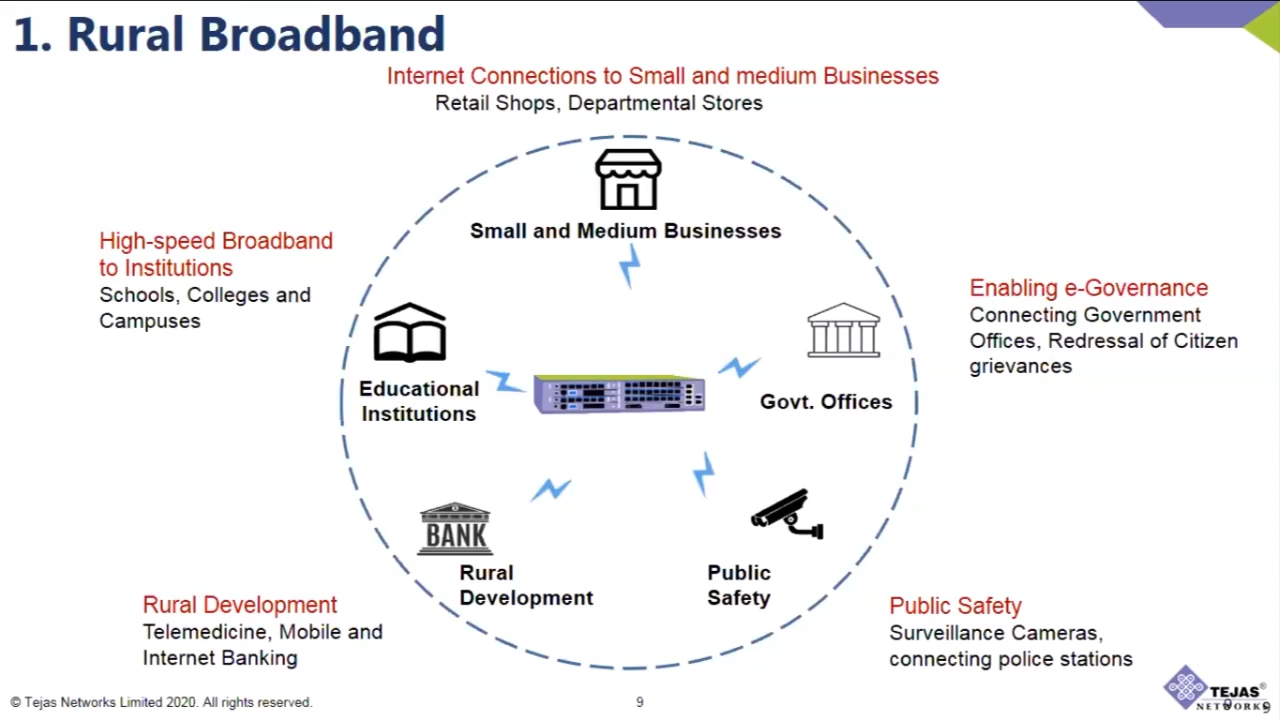 1. Rural Broadband
Internet Connections to Small and medium Businesses
Retail Shops, Departmental Stores
Small and Medium Businesses
High-speed Broadband
to Institutions
Schools, Colleges and
Campuses
Enabling e-Governance
Connecting Government
Offices, Redressal of Citizen
grievances
Educational
Institutions
Govt. Offices
BANK
Rural
Development
Public
Safety
Rural Development
Telemedicine, Mobile and
Internet Banking
Public Safety
Surveillance Cameras,
connecting police stations
© Tejas Networks Limited 2020. All rights reserved.
9
TEJAS®
NETWORKS
9
9